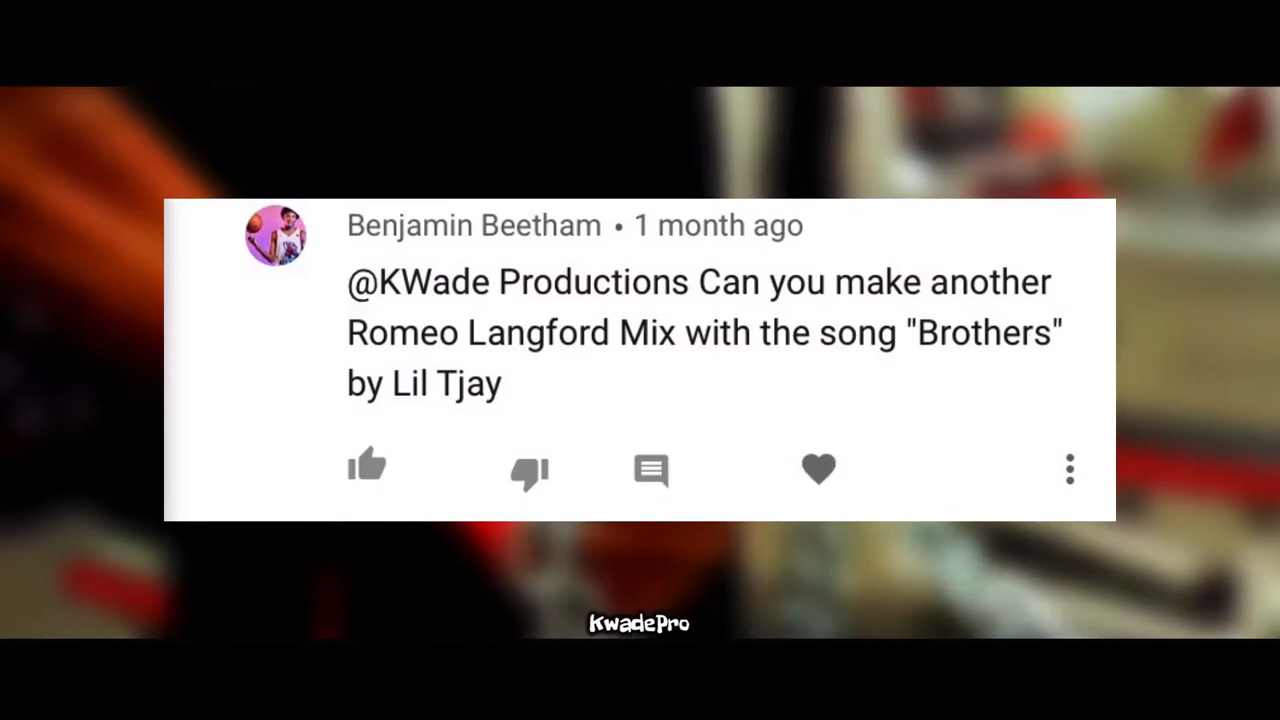 Benjamin Beetham • 1 month ago
@KWade Productions Can you make another
Romeo Langford Mix with the song "Brothers"
by Lil Tjay
KwadePro